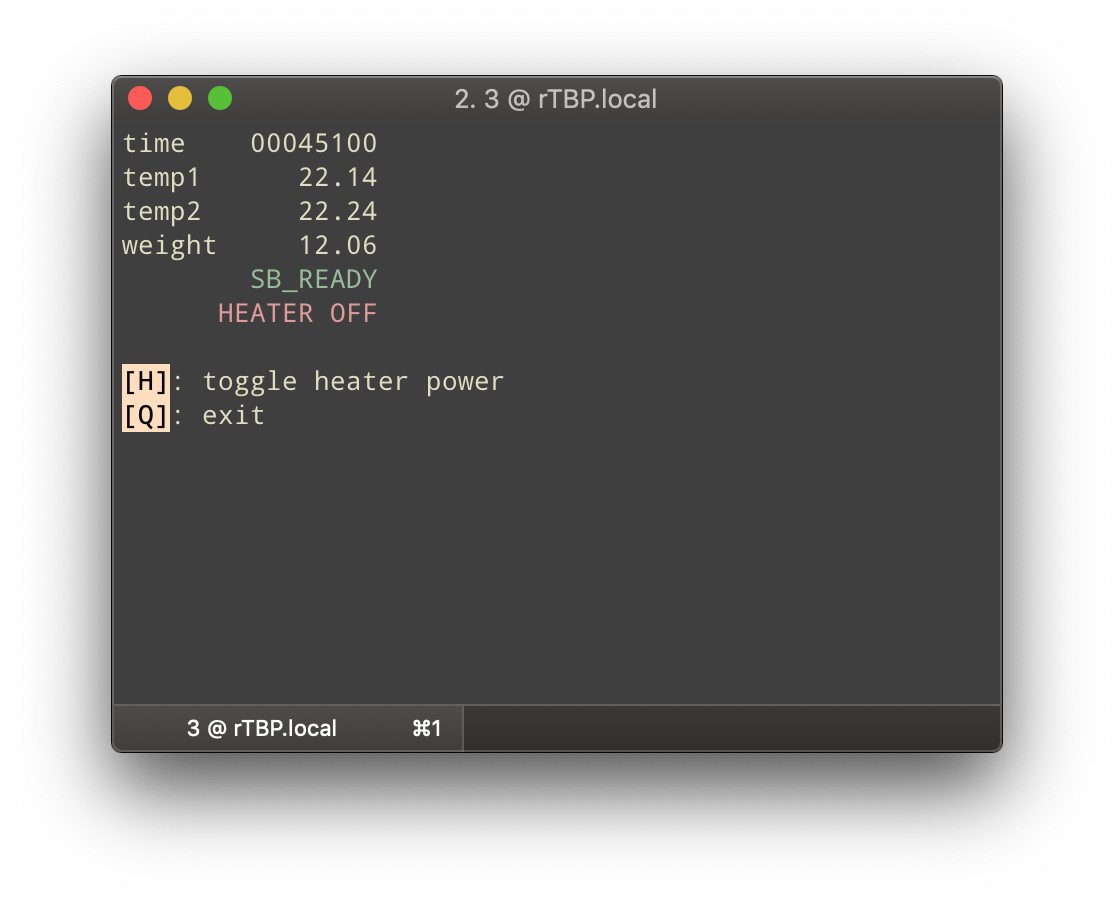 2. 3 @ rTBP.local
time    00045100
temp1      22.14
temp2      22.24
weight     12.06
SB_READY
HEATER OFF
[H]: toggle heater power
[Q]: exit
3 @ rTBP.local ⌘1